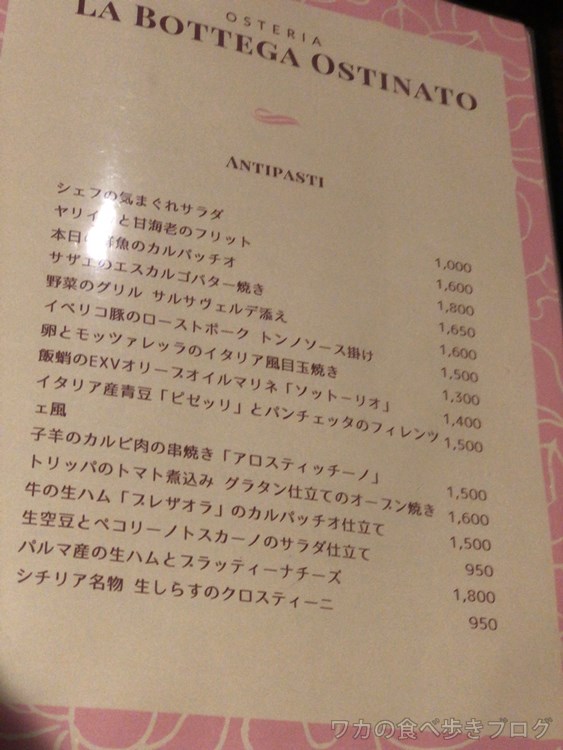 OSTERIA
LA BOTTEGA OSTINATO
ANTIPASTI
シェフの気まぐれサラダ 1,000
ヤリイカと甘海老のフリット 1,600
本日の鮮魚のカルパッチオ 1,800
サザエのエスカルゴバター焼き 1,650
野菜のグリル サルサヴェルデ添え 1,600
イベリコ豚のローストポーク トンノソース掛け 1,500
卵とモッツァレッラのイタリア風目玉焼き 1,300
飯蛸のEXVオリーブオイルマリネ「ソットーリオ」 1,400
イタリア産青豆「ピゼッリ」とパンチェッタのフィレンツ 1,500
ェ風
子羊のカルビ肉の串焼き「アロスティッチーノ」 1,500
トリッパのトマト煮込み グラタン仕立てのオーブン焼き 1,600
牛の生ハム「ブレザオラ」のカルパッチオ仕立て 1,500
生空豆とペコリーノトスカーノのサラダ仕立て 950
パルマ産の生ハムとブラッティーナチーズ 1,800
シチリア名物 生しらすのクロスティーニ 950
ワカの食べ歩きブログ